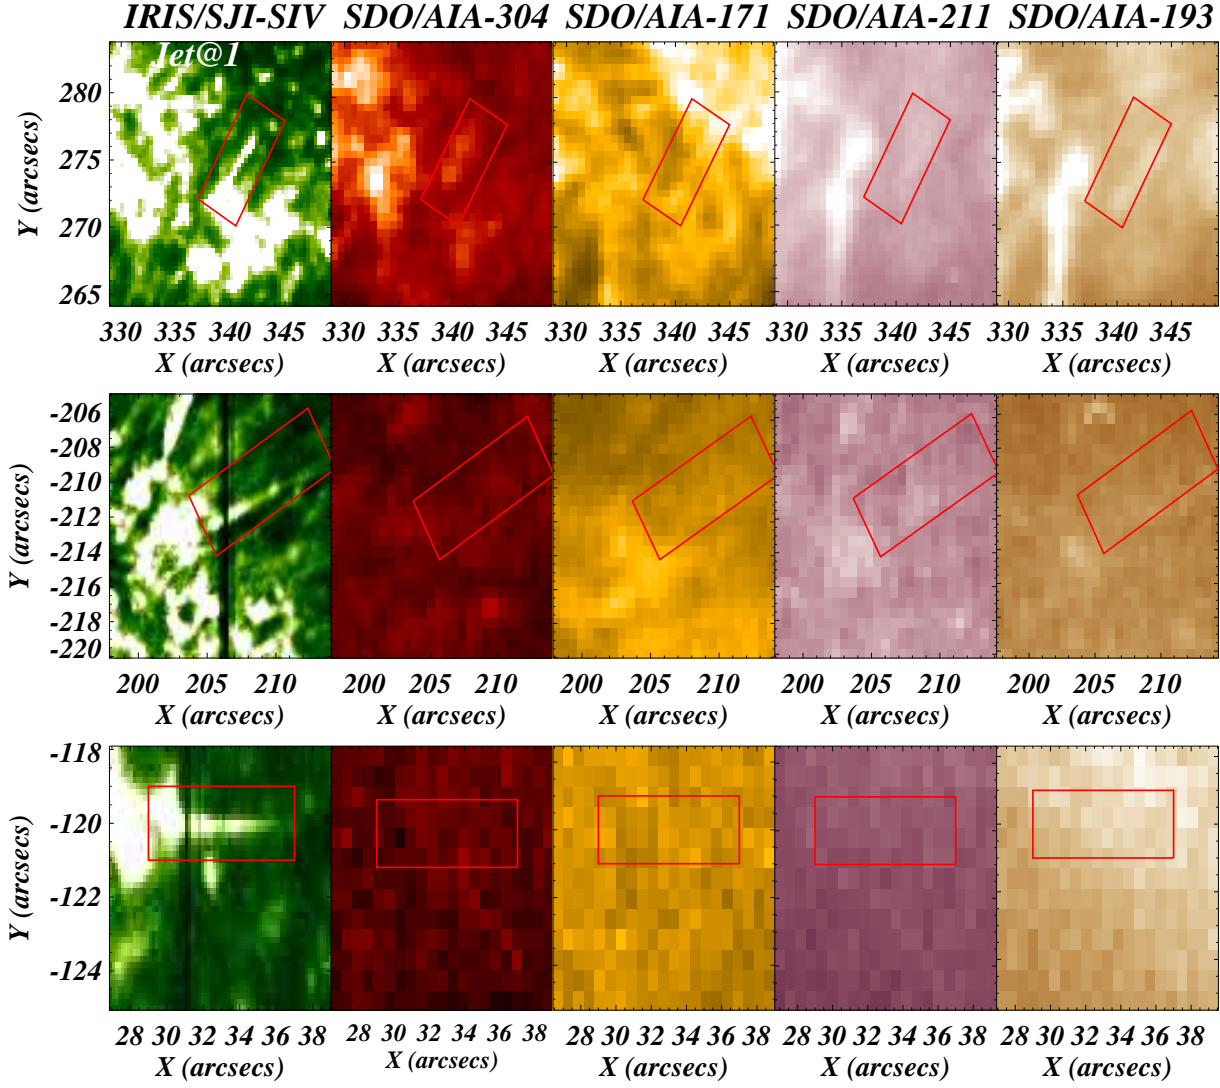 IRIS/SJI-SIV SDO/AIA-304 SDO/AIA-171 SDO/AIA-211 SDO/AIA-193
Jet@1
280
275
270
265
Y (arcsecs)
330 335 340 345 330 335 340 345 330 335 340 345 330 335 340 345 330 335 340 345
X (arcsecs) X (arcsecs) X (arcsecs) X (arcsecs) X (arcsecs)
-206
-208
-210
-212
-214
-216
-218
-220
Y (arcsecs)
200 205 210 200 205 210 200 205 210 200 205 210 200 205 210
X (arcsecs) X (arcsecs) X (arcsecs) X (arcsecs) X (arcsecs)
-118
-120
-122
-124
Y (arcsecs)
28 30 32 34 36 38 28 30 32 34 36 38 28 30 32 34 36 38 28 30 32 34 36 38 28 30 32 34 36 38
X (arcsecs) X (arcsecs) X (arcsecs) X (arcsecs) X (arcsecs)